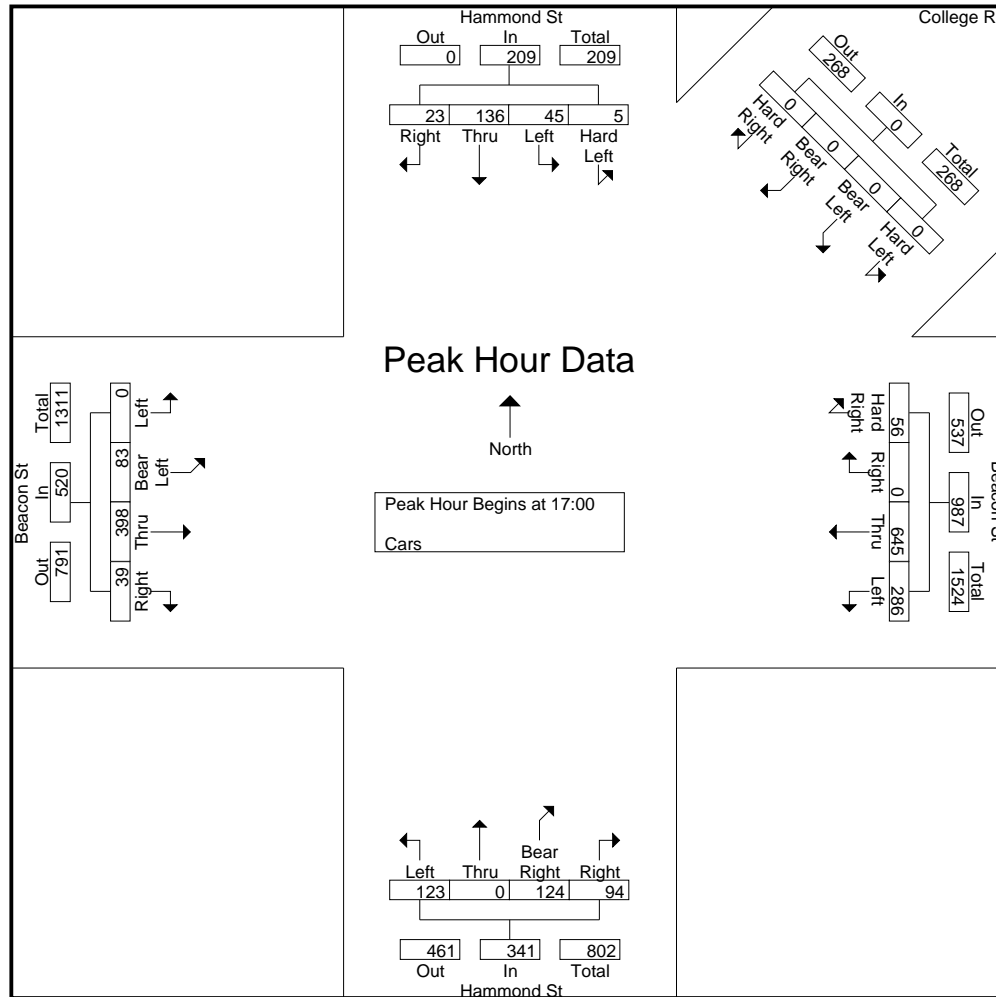 Hammond St
Out In Total
0 209 209
23 136 45 5
Right Thru Left Hard Left
College R
Out
268
In
0
Total
268
0
Hard Right
0
Bear Right
0
Bear Left
0
Hard Left
Peak Hour Data
North
Peak Hour Begins at 17:00
Cars
Beacon St
Total
1311
In
520
Out
791
0
Left
83
Bear Left
398
Thru
39
Right
Beacon St
Out
537
In
987
Total
1524
56
Hard Right
0
Right
645
Thru
286
Left
Left Thru Bear Right Right
123 0 124 94
461 341 802
Out In Total
Hammond St